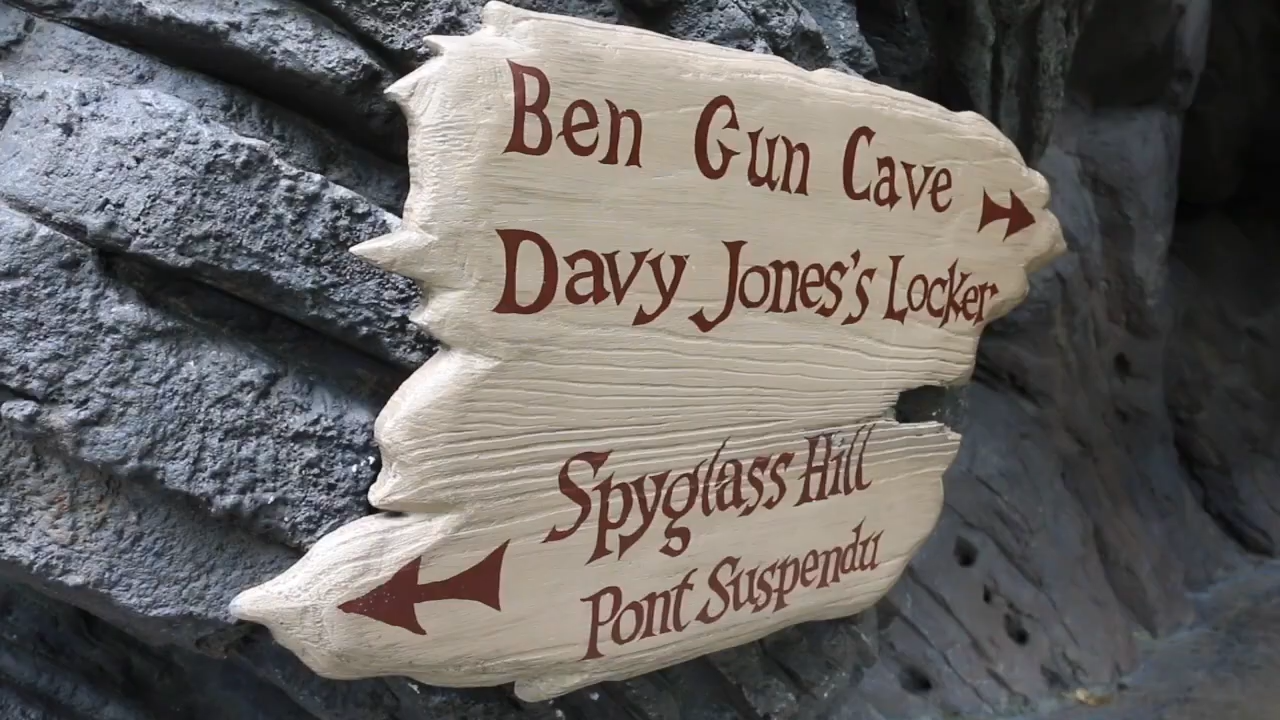 Ben Gun Cave
Davy Jones's Locker
Spyglass Hill
Pont Suspendu